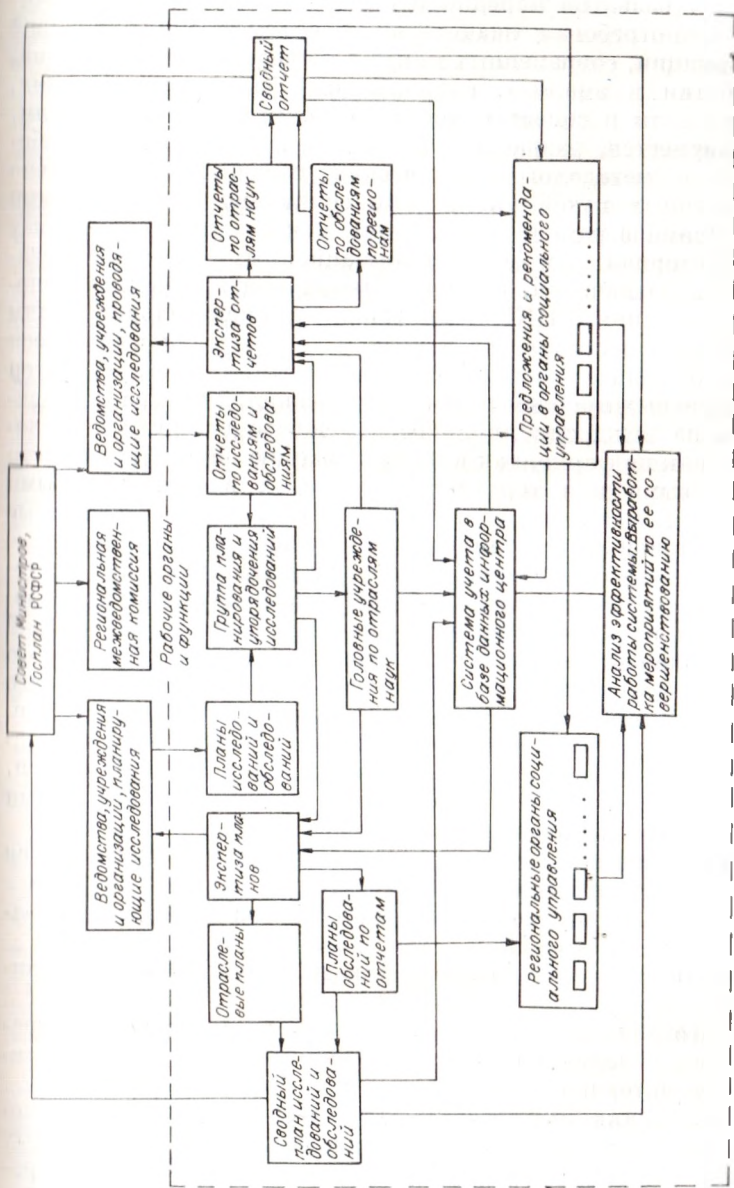 Совет Министров,
Госплан РСФСР
Ведомства, учреждения
и организации, планиру-
ющие исследования
Региональная
межведомствен-
ная комиссия
Ведомства, учреждения
и организации, проводя-
щие исследования
Рабочие органы
и функции
Сводный
план иссле-
дований и
обследова-
ний
Отрасле-
вые планы
Экспер-
тиза пла-
нов
Планы
исследо-
ваний и
обследо-
ваний
Группа пла-
нирования и
упорядочения
исследований
Отчеты
по исследо-
ваниям и
обследова-
ниям
Экспер-
тиза от-
четов
Отчеты
по отрас-
лям наук
Сводный
отчет
Планы
обследова-
ний по
отчетам
Головные учрежде-
ния по отраслям
наук
Отчеты
по обсле-
дованиям
по регио-
нам
Система учета в
базе данных инфор-
мационного центра
Региональные органы соци-
ального управления
Предложения и рекоменда-
ции в органы социального
управления
Анализ эффективности
работы системы. Выработ-
ка мероприятий по ее со-
вершенствованию